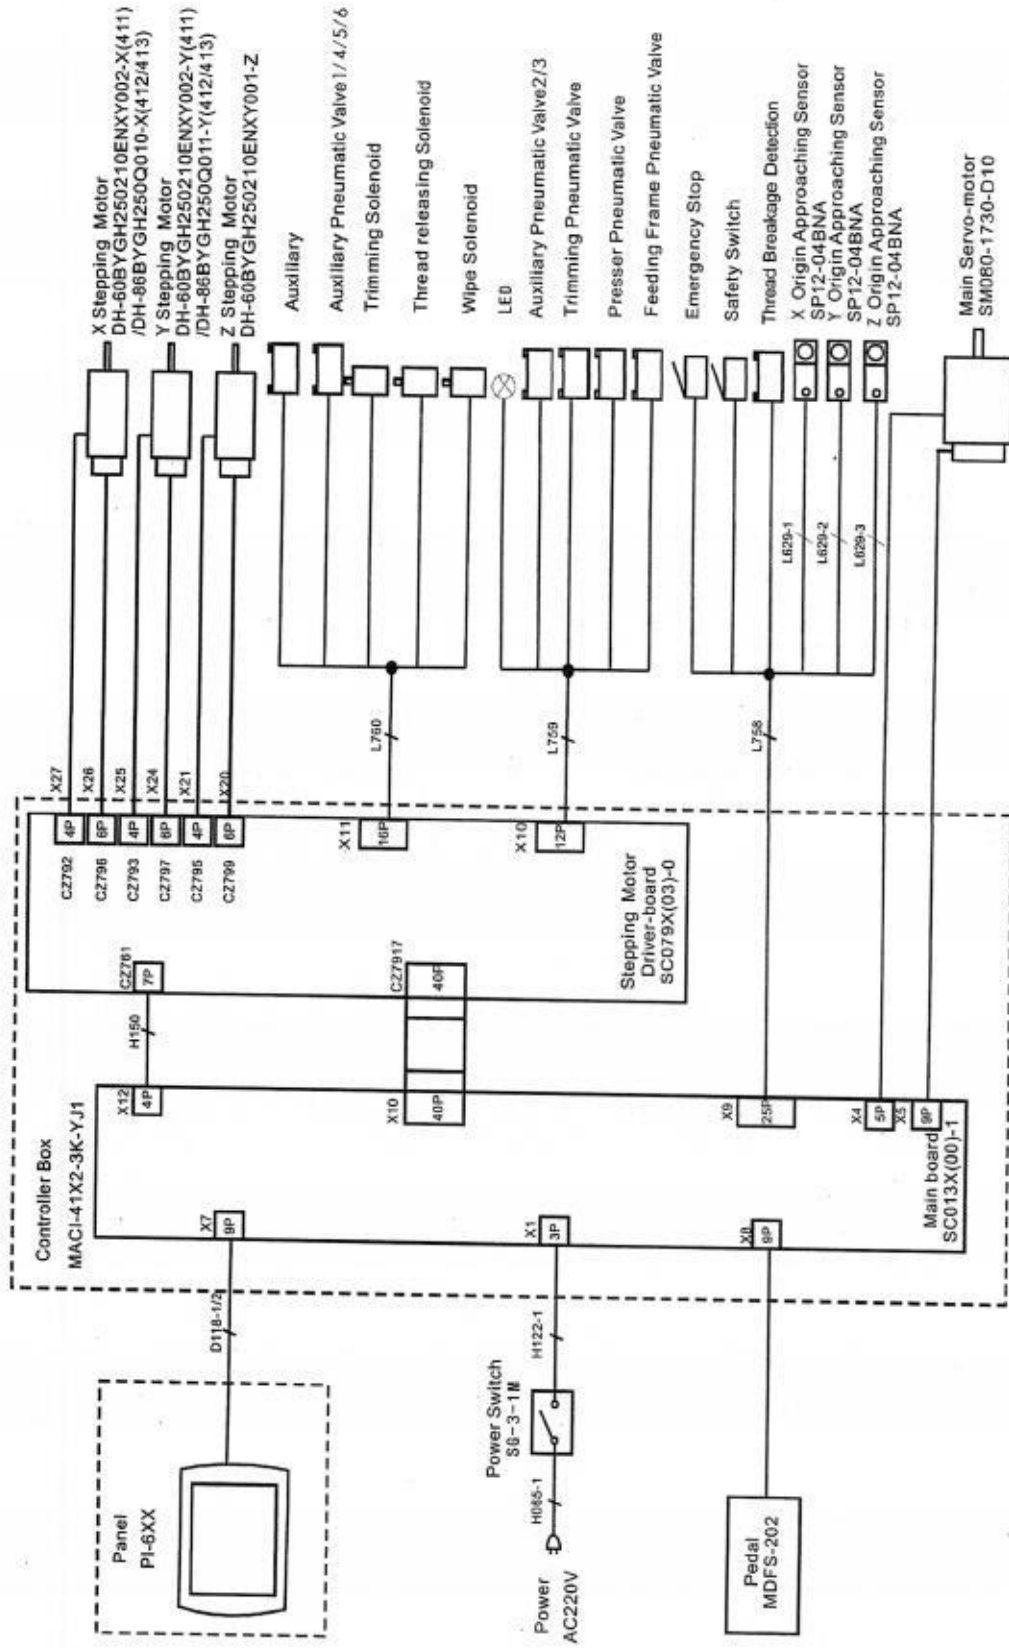 X Stepping Motor
DH-60BYGH250210ENXY002-X(411)
/DH-86BYGH250Q010-X(412/413)
Y Stepping Motor
DH-60BYGH250210ENXY002-Y(411)
/DH-86BYGH250Q011-Y(412/413)
Z Stepping Motor
DH-60BYGH250210ENXY001-Z
Auxliary
Auxiliary Pneumatic Valve1/4/5/6
Trimming Solenoid
Thread releasing Solenoid
Wipe Solenoid
LED
Auxiliary Pneumatic Valve2/3
Trimming Pneumatic Valve
Presser Pneumatic Valve
Feeding Frame Pneumatic Valve
Emergency Stop
Safety Switch
Thread Breakage Detection
X Origin Approaching Sensor
SP12-04BNA
Y Origin Approaching Sensor
SP12-04BNA
Z Origin Approaching Sensor
SP12-04BNA
Main Servo-motor
SM080-1730-D10
L760
L759
L758
L629-1
L629-2
L629-3
X27
X26
X25
X24
X21
X20
4P
6P
4P
6P
4P
6P
CZ792
CZ796
CZ793
CZ797
CZ795
CZ799
X11
16P
X10
12P
CZ761
7P
CZ7917
40P
Stepping Motor
Driver-board
SC079X(03)-0
H150
Controller Box
MACI-41X2-3K-YJ1
X12
4P
X10
40P
X9
25P
X4
5P
X5
9P
X7
9P
X1
3P
X8
9P
Main board
SC013X(00)-1
D118-1/2
H122-1
Panel
PI-6XX
Power Switch
SG-3-1M
H065-1
Power
AC220V
Pedal
MDFS-202